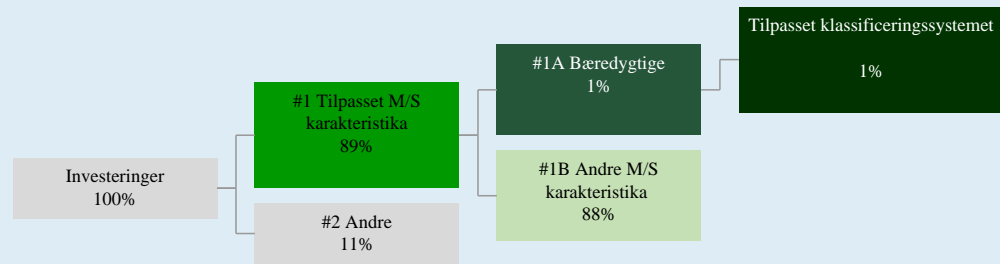 Investeringer
100%
#1 Tilpasset M/S
karakteristika
89%
#2 Andre
11%
#1A Bæredygtige
1%
#1B Andre M/S
karakteristika
88%
Tilpasset klassificeringssystemet
1%